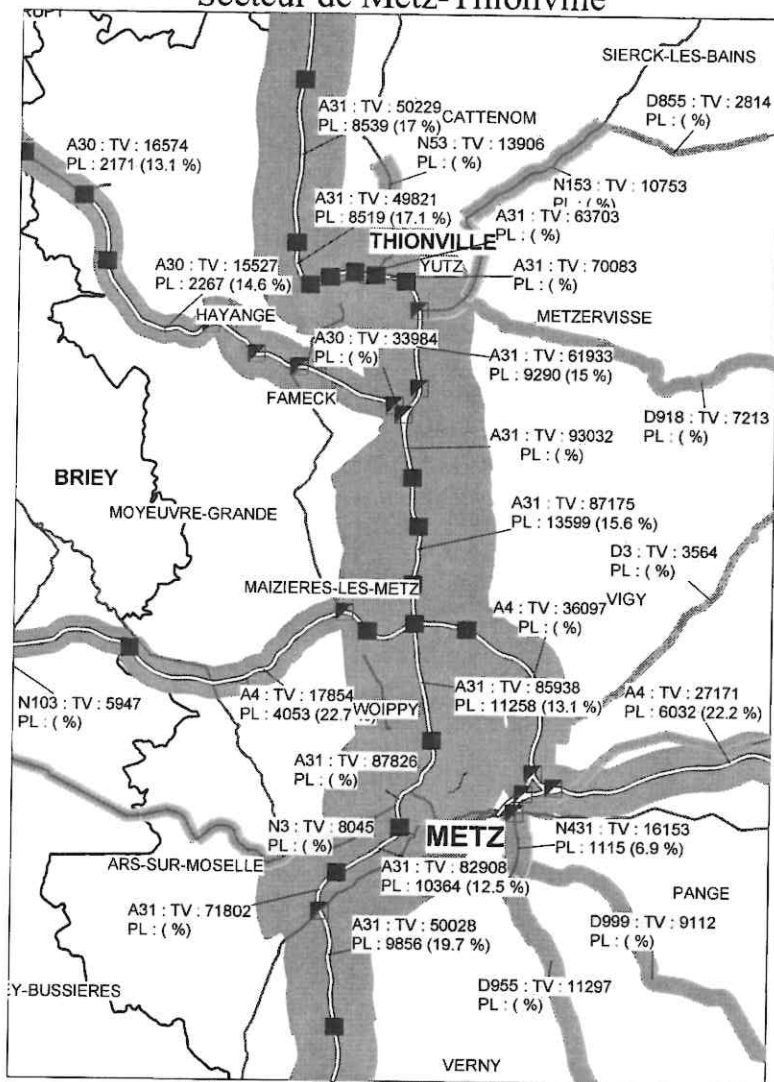 Secteur de Metz-Thionville
RUPT
SIERCK-LES-BAINS
A31 : TV : 50229
PL : 8539 (17 %)
CATTENOM
D855 : TV : 2814
PL : ( %)
A30 : TV : 16574
PL : 2171 (13.1 %)
N53 : TV : 13906
PL : ( %)
N153 : TV : 10753
PL : ( %)
A31 : TV : 49821
PL : 8519 (17.1 %)
A31 : TV : 63703
PL : ( %)
THIONVILLE
YUTZ
A30 : TV : 15527
PL : 2267 (14.6 %)
A31 : TV : 70083
PL : ( %)
HAYANGE
METZERVISSE
A30 : TV : 33984
PL : ( %)
A31 : TV : 61933
PL : 9290 (15 %)
FAMECK
D918 : TV : 7213
PL : ( %)
A31 : TV : 93032
PL : ( %)
BRIEY
MOYEUVRE-GRANDE
A31 : TV : 87175
PL : 13599 (15.6 %)
D3 : TV : 3564
PL : ( %)
MAIZIERES-LES-METZ
VIGY
A4 : TV : 36097
PL : ( %)
N103 : TV : 5947
PL : ( %)
A4 : TV : 17854
PL : 4053 (22.7 %)
WOIPPY
A31 : TV : 85938
PL : 11258 (13.1 %)
A4 : TV : 27171
PL : 6032 (22.2 %)
A31 : TV : 87826
PL : ( %)
N3 : TV : 8045
PL : ( %)
METZ
N431 : TV : 16153
PL : 1115 (6.9 %)
ARS-SUR-MOSELLE
A31 : TV : 82908
PL : 10364 (12.5 %)
PANGE
A31 : TV : 71802
PL : ( %)
A31 : TV : 50028
PL : 9856 (19.7 %)
D999 : TV : 9112
PL : ( %)
EY-BUSSIERES
D955 : TV : 11297
PL : ( %)
VERNY